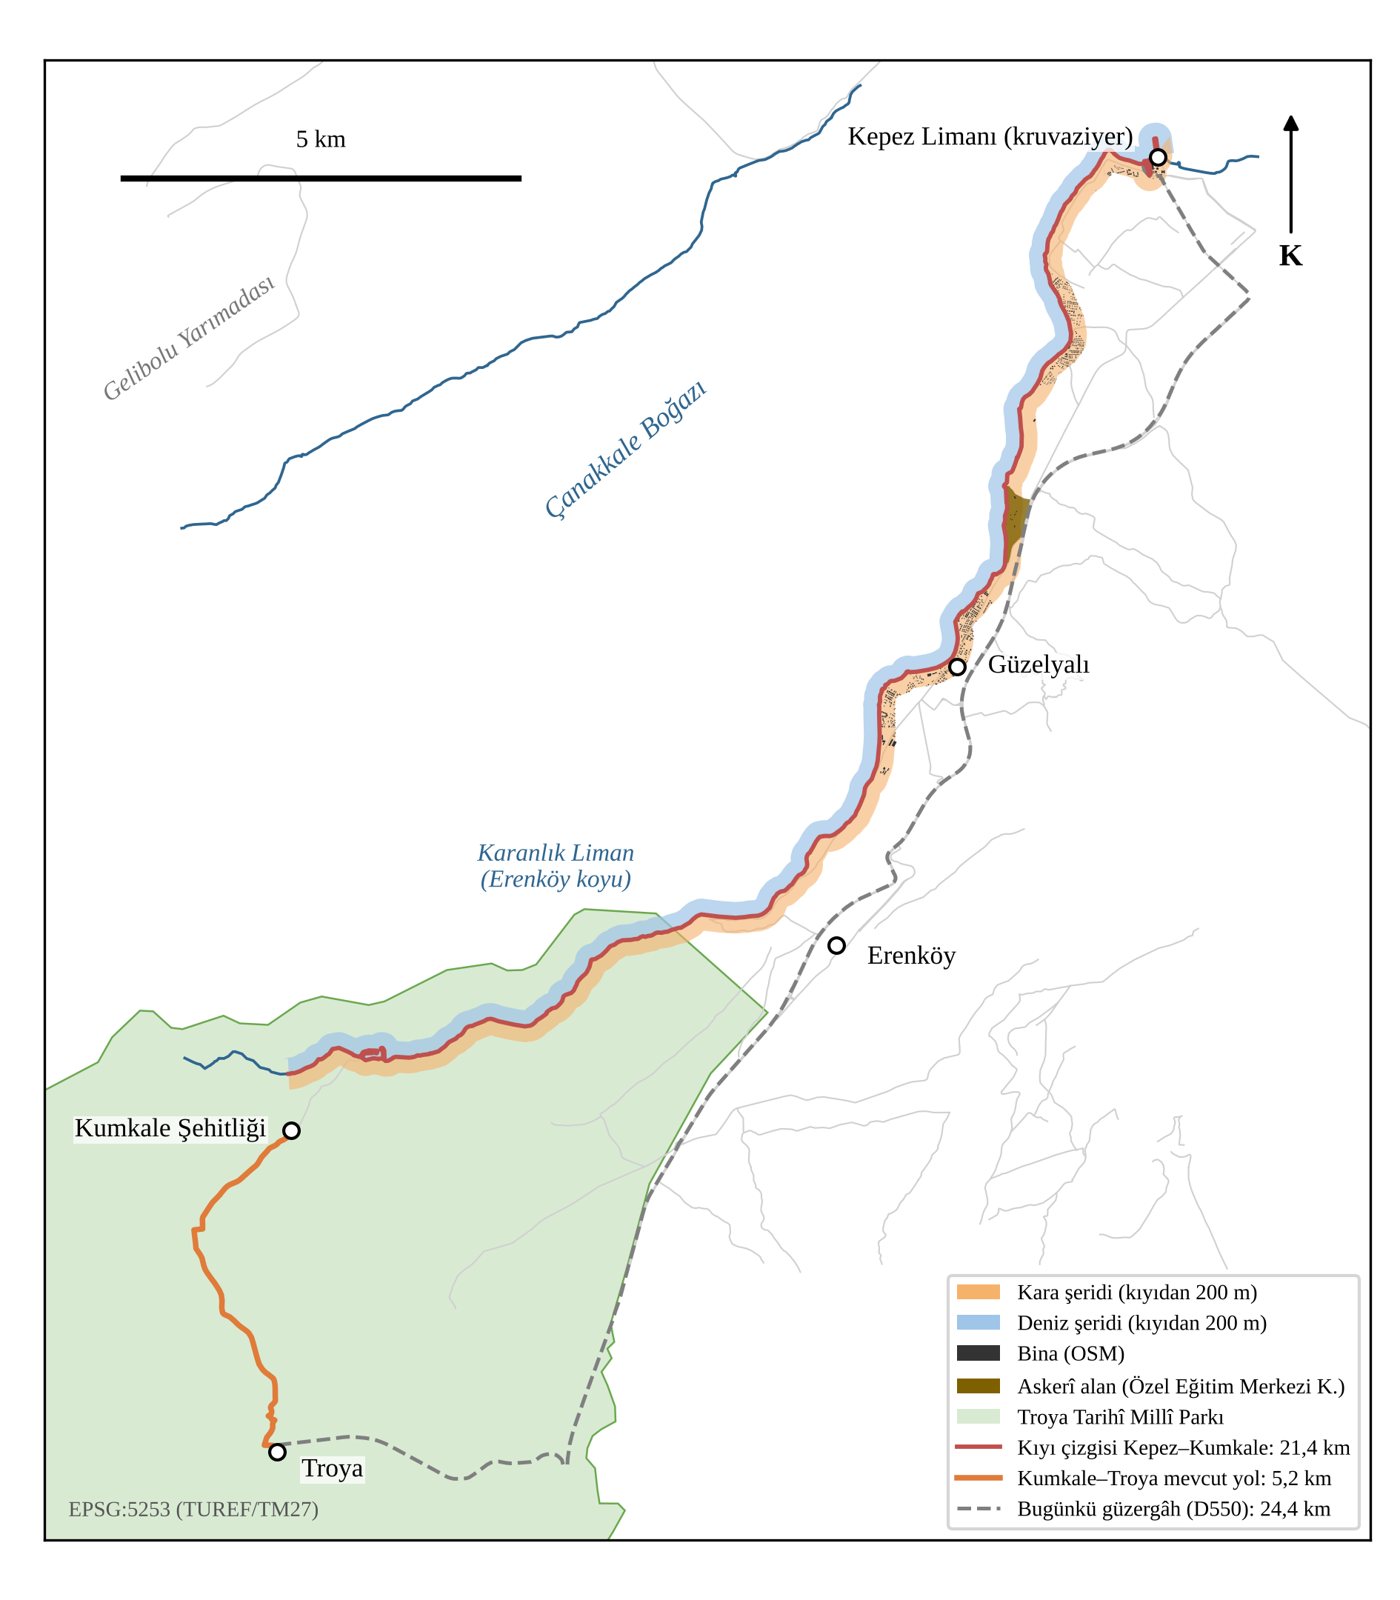 5 km
Kepez Limanı (kruvaziyer)
K
Gelibolu Yarımadası
Çanakkale Boğazı
Güzelyalı
Karanlık Liman
(Erenköy koyu)
Erenköy
Kumkale Şehitliği
Troya
EPSG:5253 (TUREF/TM27)
Kara şeridi (kıyıdan 200 m)
Deniz şeridi (kıyıdan 200 m)
Bina (OSM)
Askerî alan (Özel Eğitim Merkezi K.)
Troya Tarihî Millî Parkı
Kıyı çizgisi Kepez–Kumkale: 21,4 km
Kumkale–Troya mevcut yol: 5,2 km
Bugünkü güzergâh (D550): 24,4 km